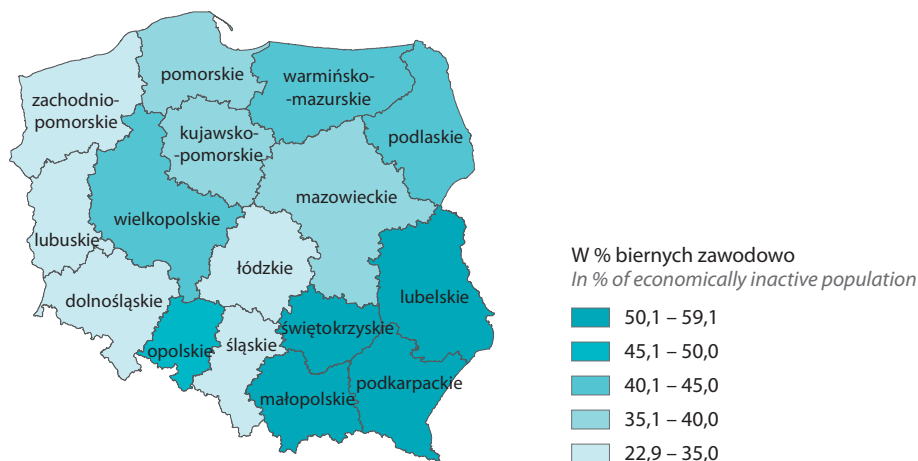 pomorskie
warmińsko-
-mazurskie
zachodnio-
pomorskie
kujawsko-
-pomorskie
podlaskie
mazowieckie
wielkopolskie
lubuskie
łódzkie
dolnośląskie
lubelskie
świętokrzyskie
opolskie
śląskie
podkarpackie
małopolskie
W % biernych zawodowo
In % of economically inactive population
50,1 – 59,1
45,1 – 50,0
40,1 – 45,0
35,1 – 40,0
22,9 – 35,0